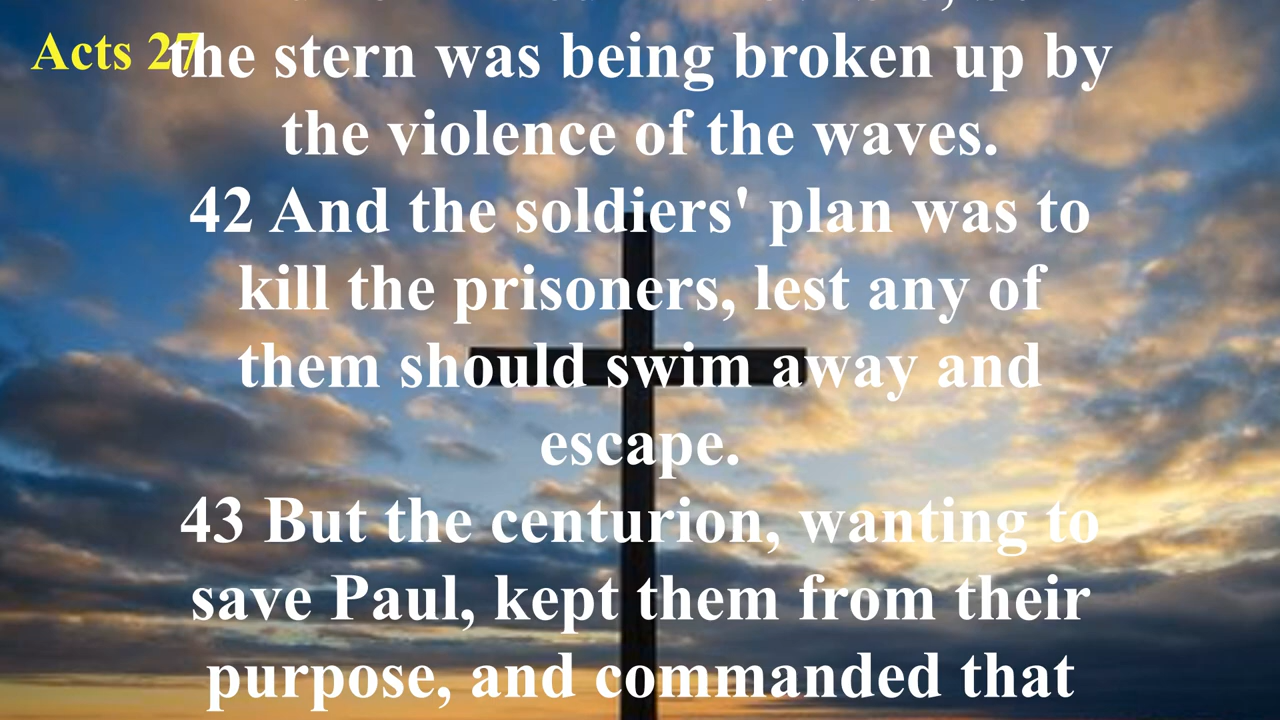 Acts 27
the stern was being broken up by
the violence of the waves.
42 And the soldiers' plan was to
kill the prisoners, lest any of
them should swim away and
escape.
43 But the centurion, wanting to
save Paul, kept them from their
purpose, and commanded that